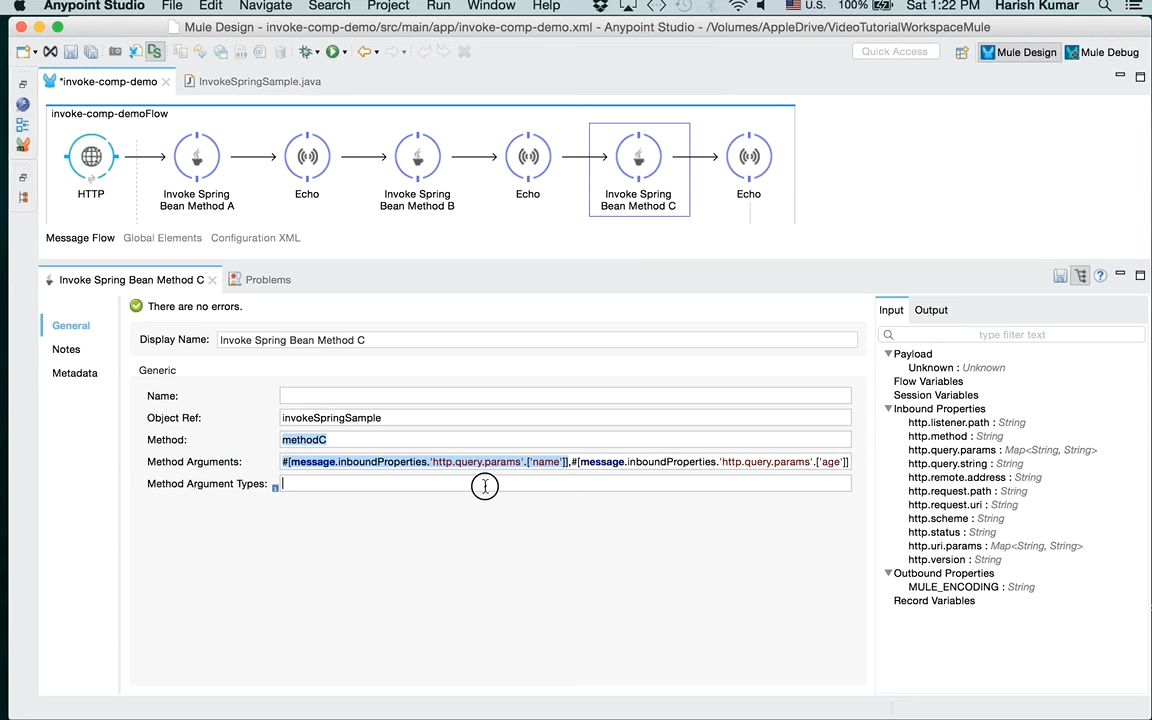 Anypoint Studio File Edit Navigate Search Project Run Window Help U.S. 100% Sat 1:22 PM Harish Kumar
Mule Design - invoke-comp-demo/src/main/app/invoke-comp-demo.xml - Anypoint Studio - /Volumes/AppleDrive/VideoTutorialWorkspaceMule
Quick Access Mule Design Mule Debug
*invoke-comp-demo InvokeSpringSample.java
invoke-comp-demoFlow
HTTP Invoke Spring Echo Invoke Spring Echo Invoke Spring Echo
Bean Method A Bean Method B Bean Method C
Message Flow Global Elements Configuration XML
Invoke Spring Bean Method C Problems
There are no errors.
General
Notes
Metadata
Display Name: Invoke Spring Bean Method C
Generic
Name:
Object Ref: invokeSpringSample
Method: methodC
Method Arguments: #[message.inboundProperties.'http.query.params'.['name']],#[message.inboundProperties.'http.query.params'.['age']]
Method Argument Types:
Input Output
type filter text
Payload
Unknown : Unknown
Flow Variables
Session Variables
Inbound Properties
http.listener.path : String
http.method : String
http.query.params : Map<String, String>
http.query.string : String
http.remote.address : String
http.request.path : String
http.request.uri : String
http.scheme : String
http.status : String
http.uri.params : Map<String, String>
http.version : String
Outbound Properties
MULE_ENCODING : String
Record Variables